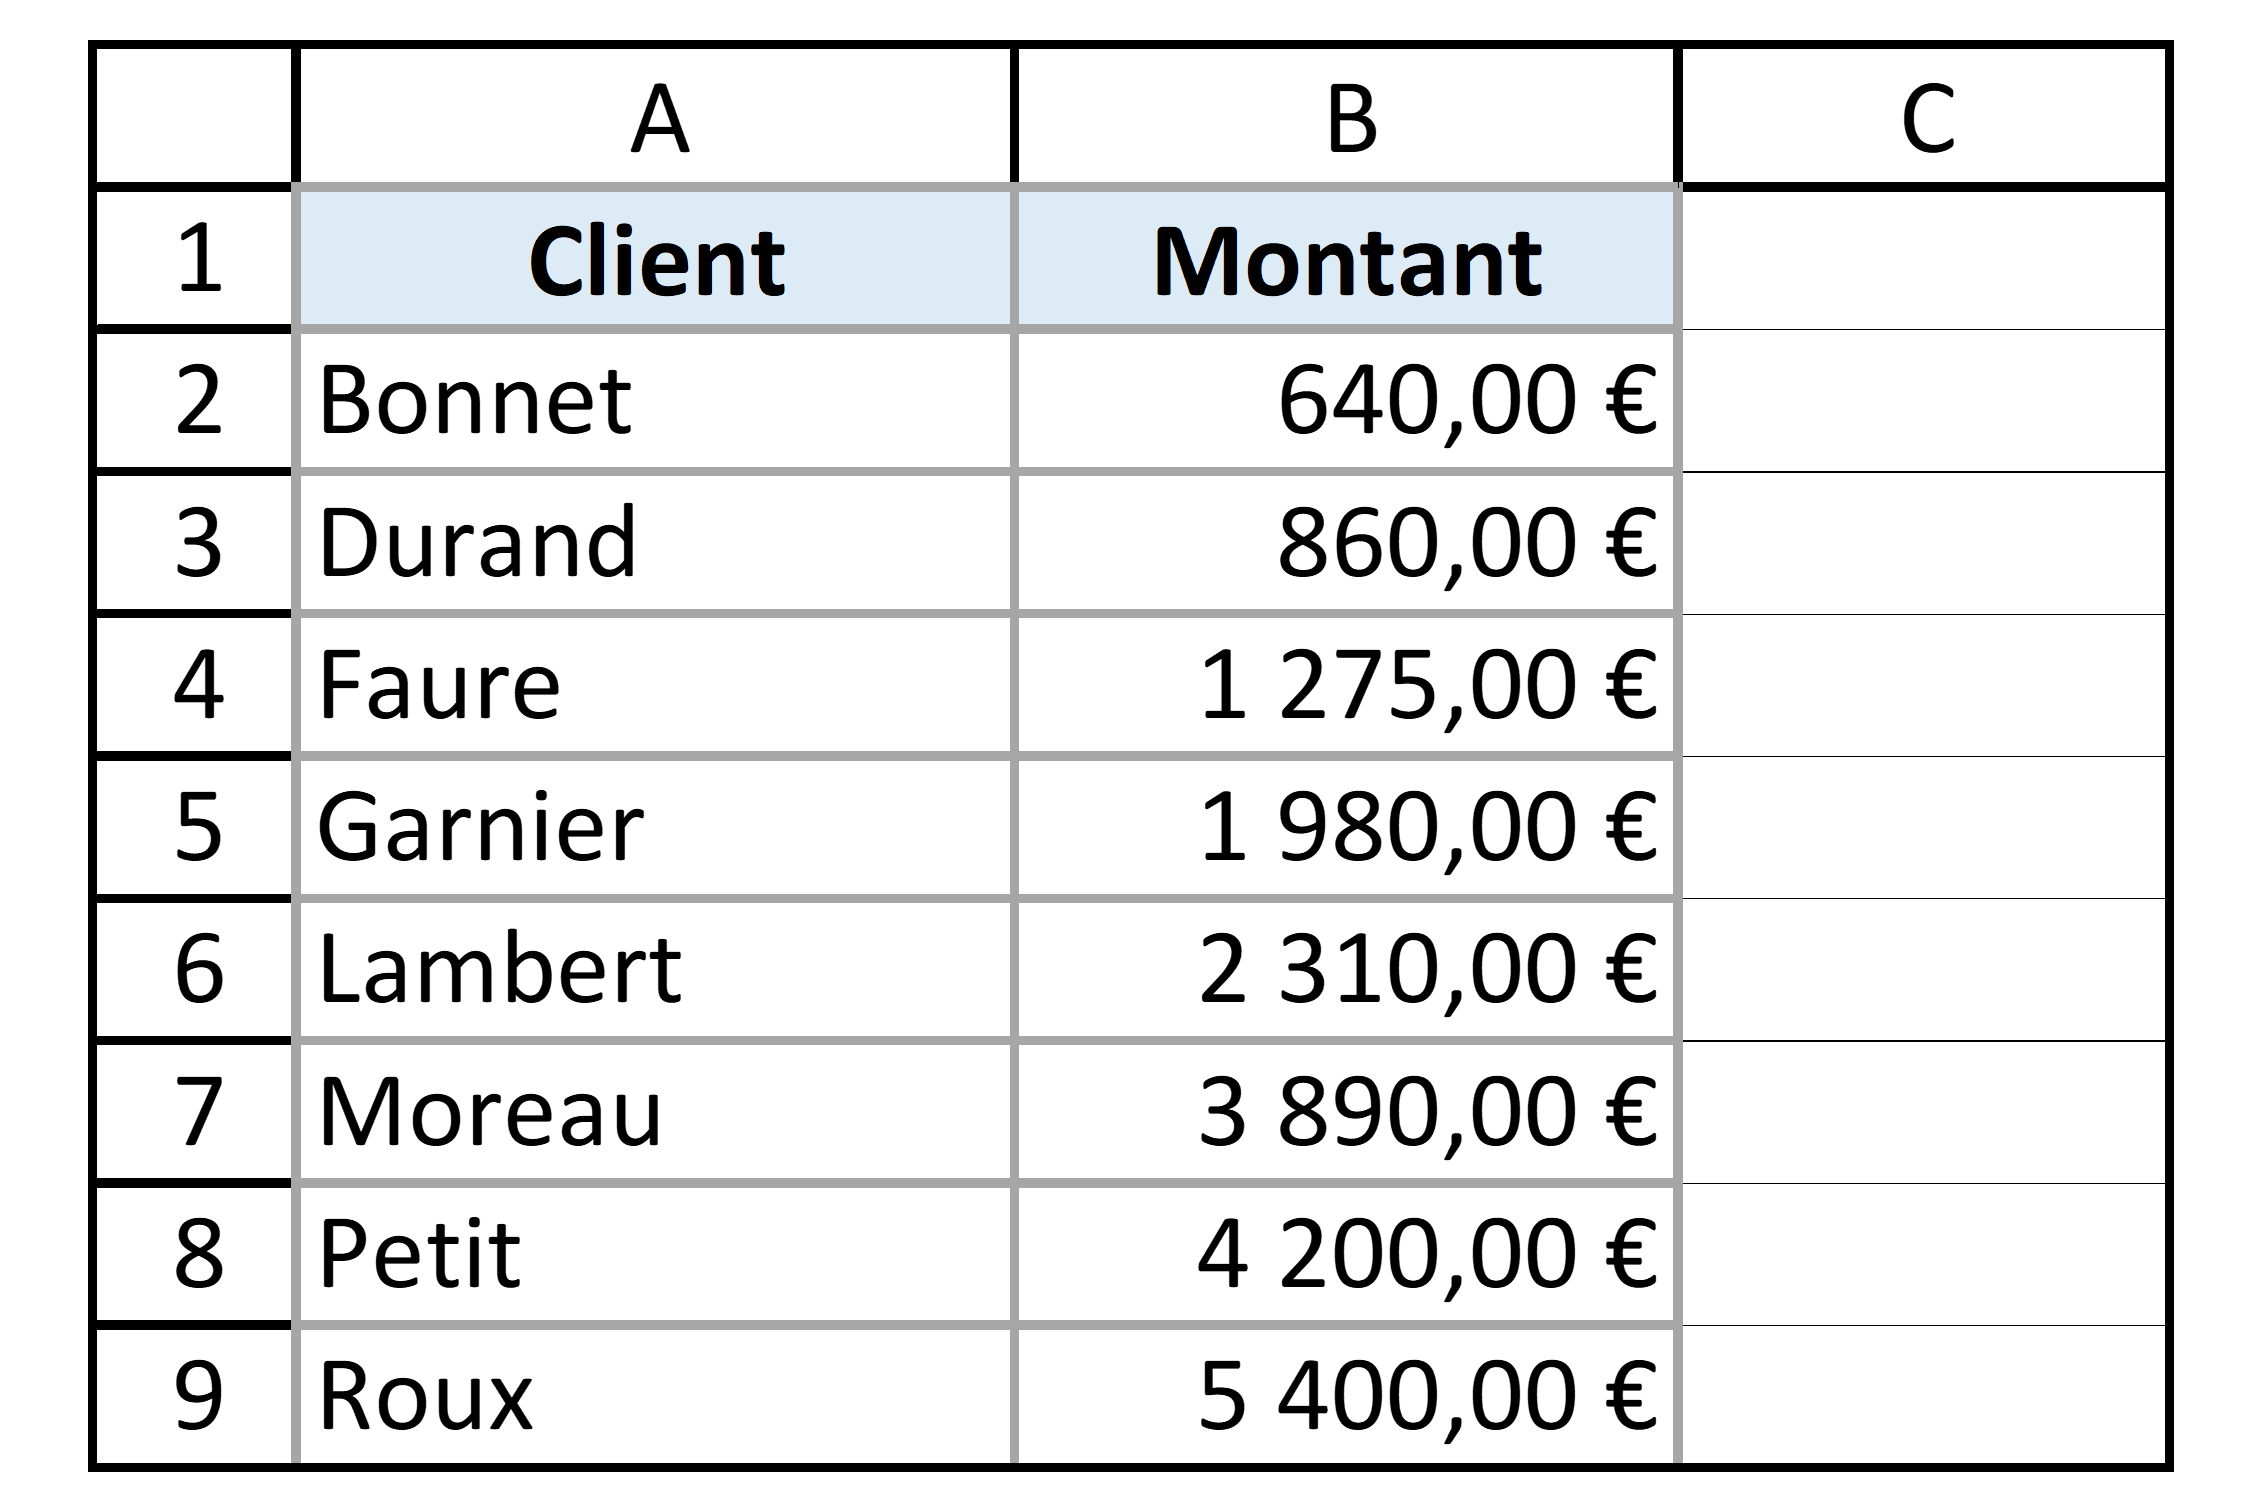 A B C
1 Client Montant
2 Bonnet 640,00 €
3 Durand 860,00 €
4 Faure 1 275,00 €
5 Garnier 1 980,00 €
6 Lambert 2 310,00 €
7 Moreau 3 890,00 €
8 Petit 4 200,00 €
9 Roux 5 400,00 €